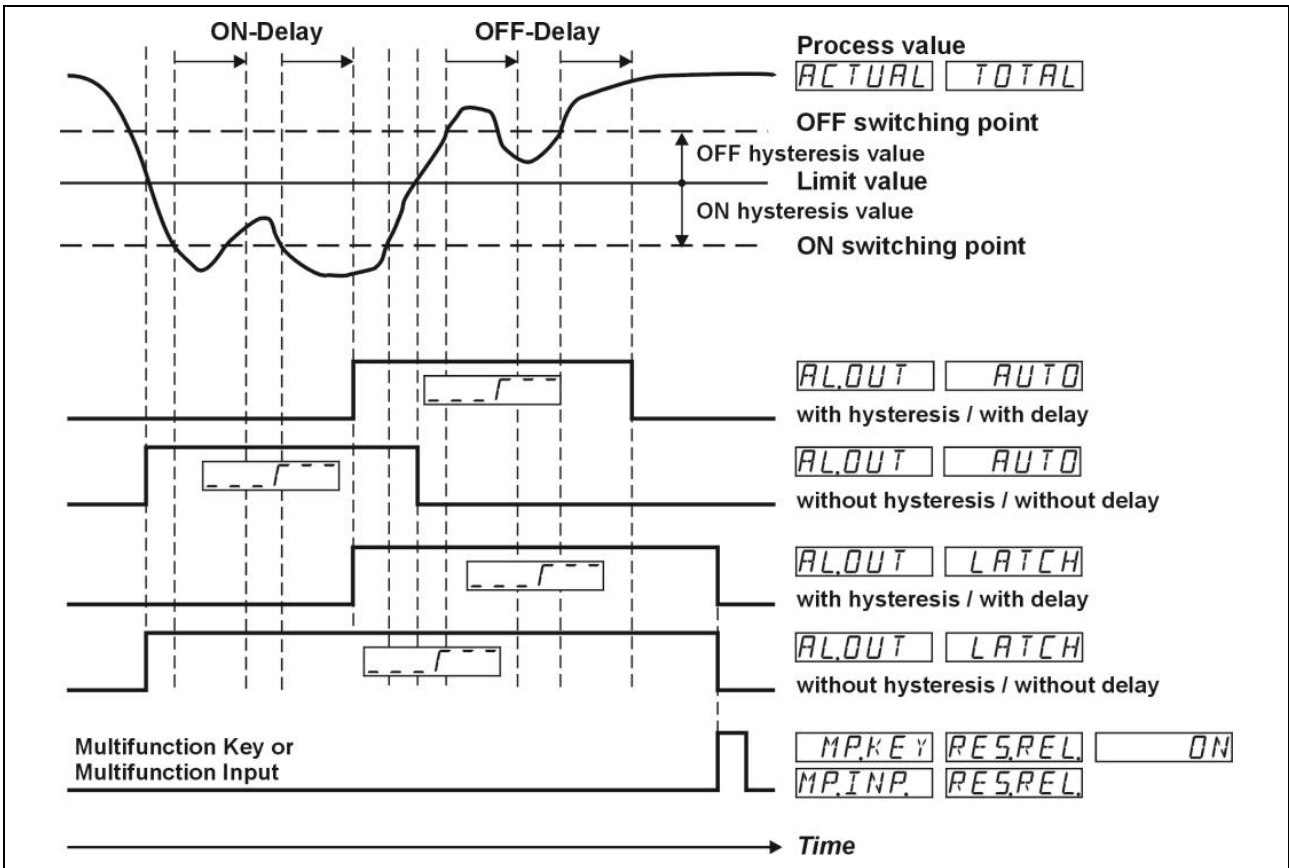 ON-Delay OFF-Delay
Process value
ACTUAL TOTAL
OFF switching point
OFF hysteresis value
Limit value
ON hysteresis value
ON switching point
AL.OUT AUTO
with hysteresis / with delay
AL.OUT AUTO
without hysteresis / without delay
AL.OUT LATCH
with hysteresis / with delay
AL.OUT LATCH
without hysteresis / without delay
Multifunction Key or
Multifunction Input
MP.KEY RES.REL. ON
MP.INP. RES.REL.
Time